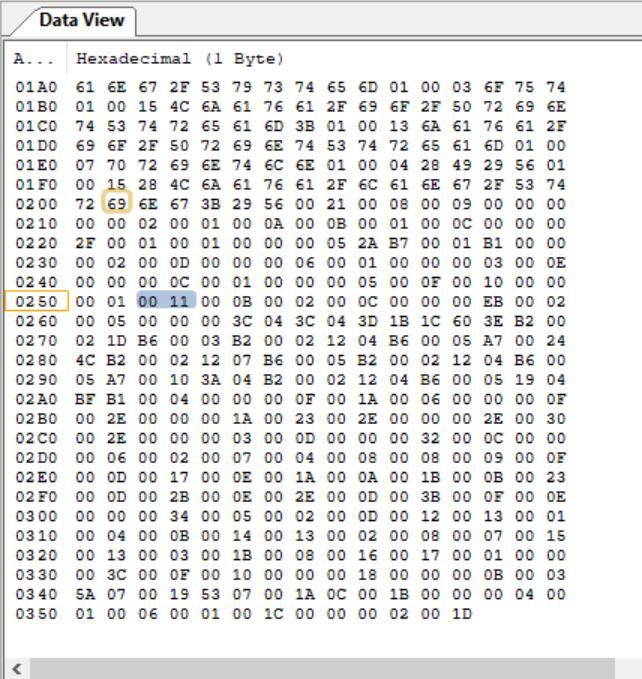 Data View
A... Hexadecimal (1 Byte)
01A0 61 6E 67 2F 53 79 73 74 65 6D 01 00 03 6F 75 74
01B0 01 00 15 4C 6A 61 76 61 2F 69 6F 2F 50 72 69 6E
01C0 74 53 74 72 65 61 6D 3B 01 00 13 6A 61 76 61 2F
01D0 69 6F 2F 50 72 69 6E 74 53 74 72 65 61 6D 01 00
01E0 07 70 72 69 6E 74 6C 6E 01 00 04 28 49 29 56 01
01F0 00 15 28 4C 6A 61 76 61 2F 6C 61 6E 67 2F 53 74
0200 72 69 6E 67 3B 29 56 00 21 00 08 00 09 00 00 00
0210 00 00 02 00 01 00 0A 00 0B 00 01 00 0C 00 00 00
0220 2F 00 01 00 01 00 00 00 05 2A B7 00 01 B1 00 00
0230 00 02 00 0D 00 00 00 06 00 01 00 00 00 03 00 0E
0240 00 00 00 0C 00 01 00 00 00 05 00 0F 00 10 00 00
0250 00 01 00 11 00 0B 00 02 00 0C 00 00 00 EB 00 02
0260 00 05 00 00 00 3C 04 3C 04 3D 1B 1C 60 3E B2 00
0270 02 1D B6 00 03 B2 00 02 12 04 B6 00 05 A7 00 24
0280 4C B2 00 02 12 07 B6 00 05 B2 00 02 12 04 B6 00
0290 05 A7 00 10 3A 04 B2 00 02 12 04 B6 00 05 19 04
02A0 BF B1 00 04 00 00 00 0F 00 1A 00 06 00 00 00 0F
02B0 00 2E 00 00 00 1A 00 23 00 2E 00 00 00 2E 00 30
02C0 00 2E 00 00 00 03 00 0D 00 00 00 32 00 0C 00 00
02D0 00 06 00 02 00 07 00 04 00 08 00 08 00 09 00 0F
02E0 00 0D 00 17 00 0E 00 1A 00 0A 00 1B 00 0B 00 23
02F0 00 0D 00 2B 00 0E 00 2E 00 0D 00 3B 00 0F 00 0E
0300 00 00 00 34 00 05 00 02 00 0D 00 12 00 13 00 01
0310 00 04 00 0B 00 14 00 13 00 02 00 08 00 07 00 15
0320 00 13 00 03 00 1B 00 08 00 16 00 17 00 01 00 00
0330 00 3C 00 0F 00 10 00 00 00 18 00 00 00 0B 00 03
0340 5A 07 00 19 53 07 00 1A 0C 00 1B 00 00 00 04 00
0350 01 00 06 00 01 00 1C 00 00 00 02 00 1D